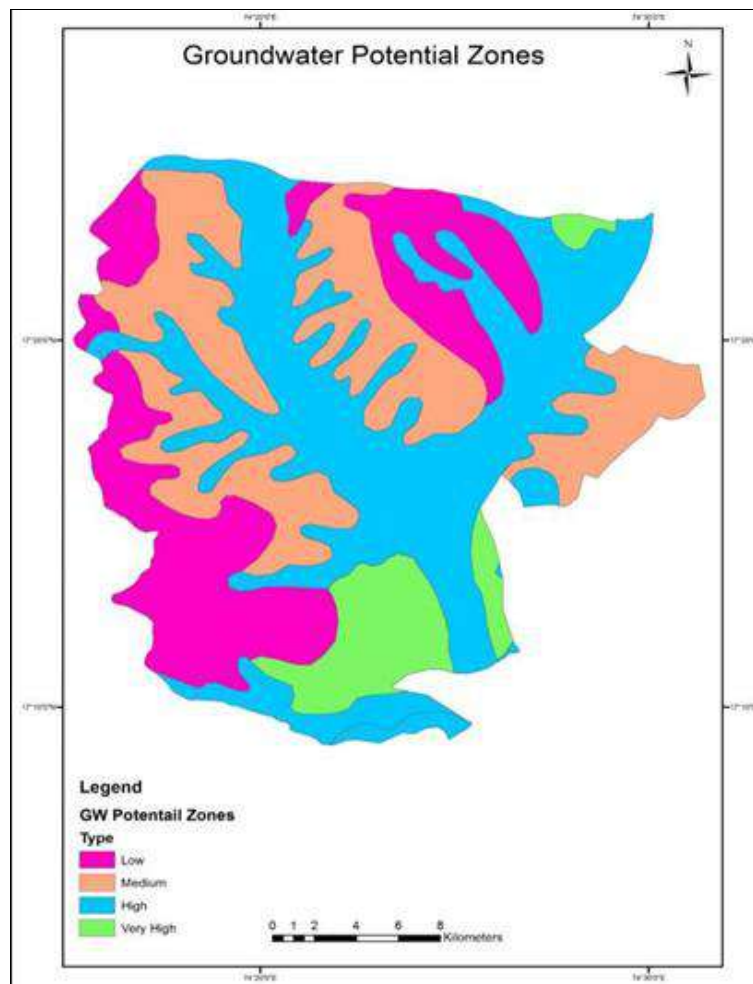 Groundwater Potential Zones
N
Legend
GW Potentail Zones
Type
Low
Medium
High
Very High
0 1 2 4 6 8
Kilometers